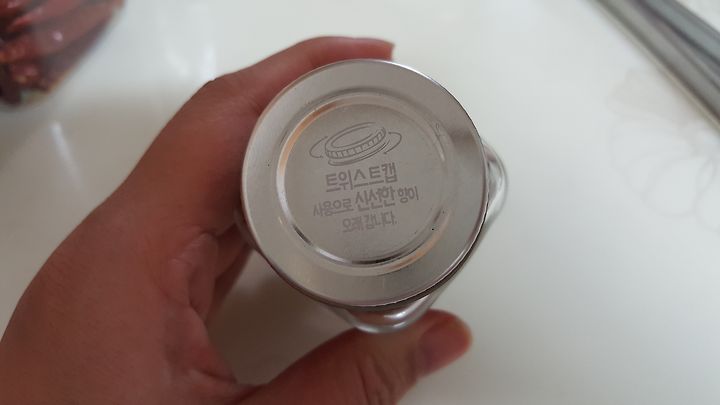 트위스트캡
사용으로 신선한 향이
오래 갑니다.